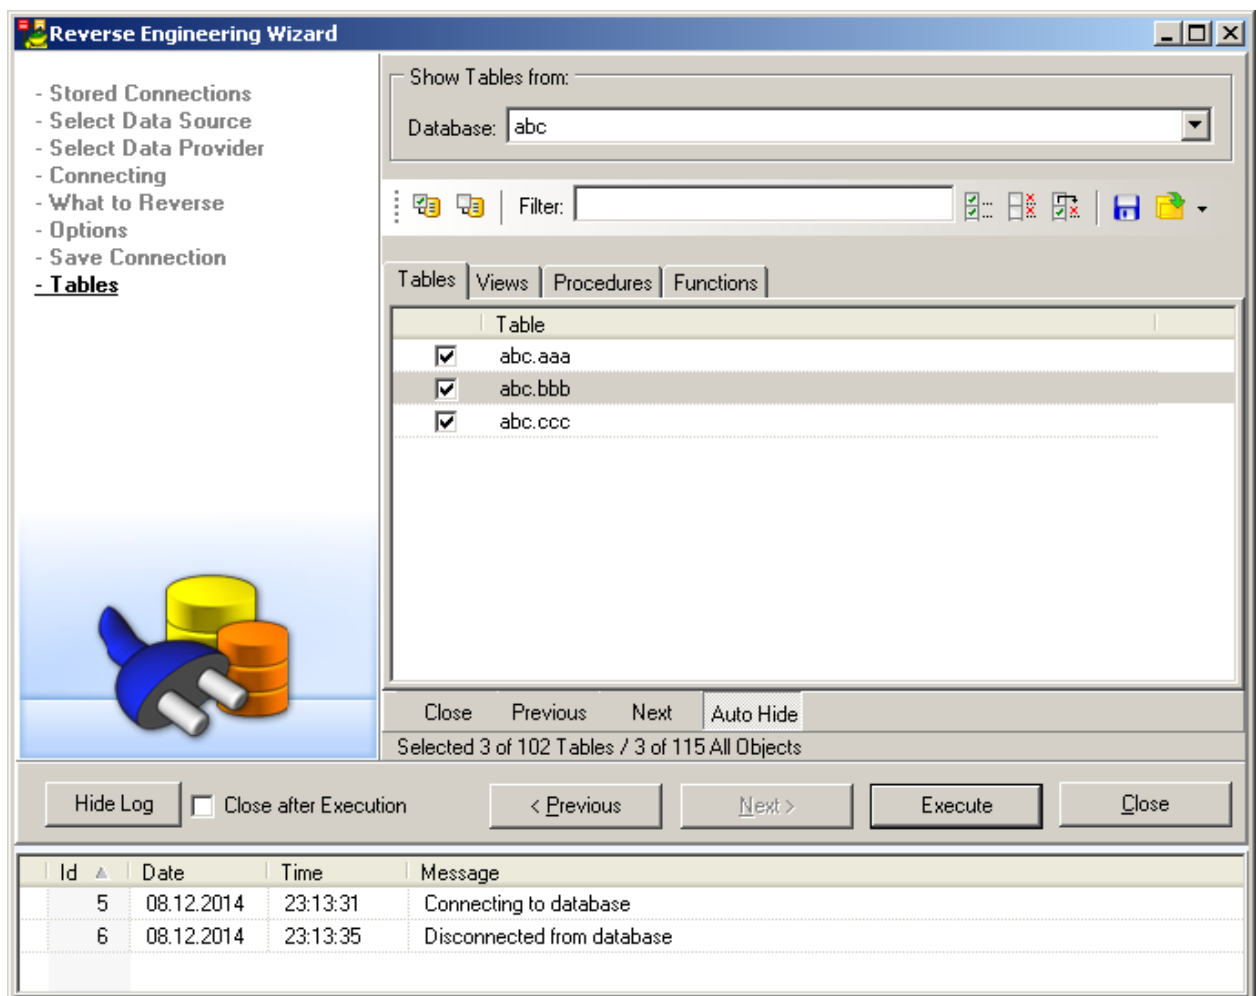 Reverse Engineering Wizard
- Stored Connections
- Select Data Source
- Select Data Provider
- Connecting
- What to Reverse
- Options
- Save Connection
- Tables
Show Tables from:
Database: abc
Filter:
Tables Views Procedures Functions
Table
abc.aaa
abc.bbb
abc.ccc
Close Previous Next Auto Hide
Selected 3 of 102 Tables / 3 of 115 All Objects
Hide Log Close after Execution < Previous Next > Execute Close
Id Date Time Message
5 08.12.2014 23:13:31 Connecting to database
6 08.12.2014 23:13:35 Disconnected from database